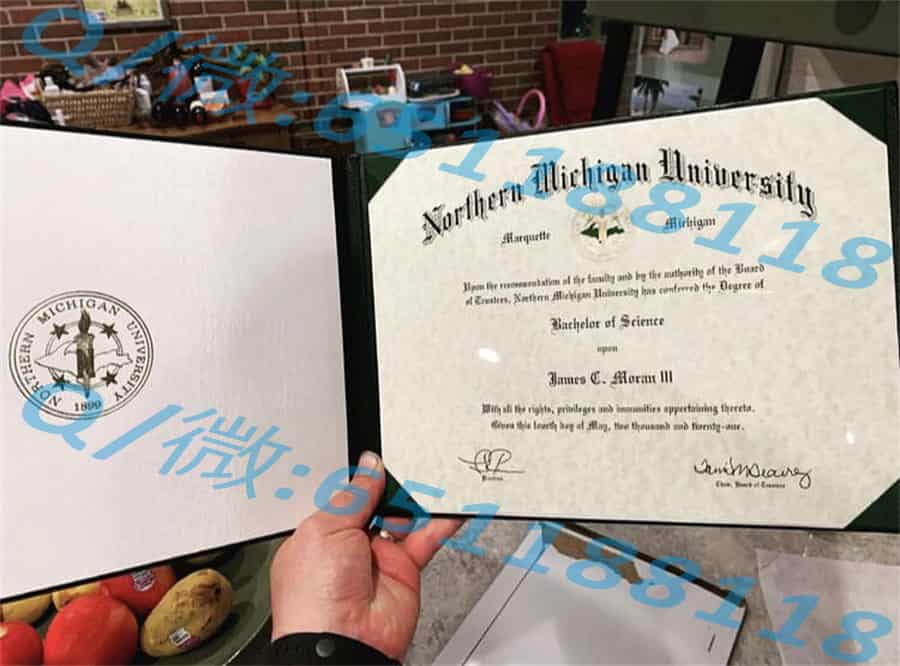 Q/微:65118118
Northern Michigan University
Marquette
Michigan
Upon the recommendation of the faculty and by the authority of the Board
of Trustees, Northern Michigan University has conferred the Degree of
Bachelor of Science
upon
James C. Moran III
With all the rights, privileges and immunities appertaining thereto.
Given this fourth day of May, two thousand and twenty-one.
President
Chair, Board of Trustees
NORTHERN MICHIGAN UNIVERSITY
1899
Q/微:65118118